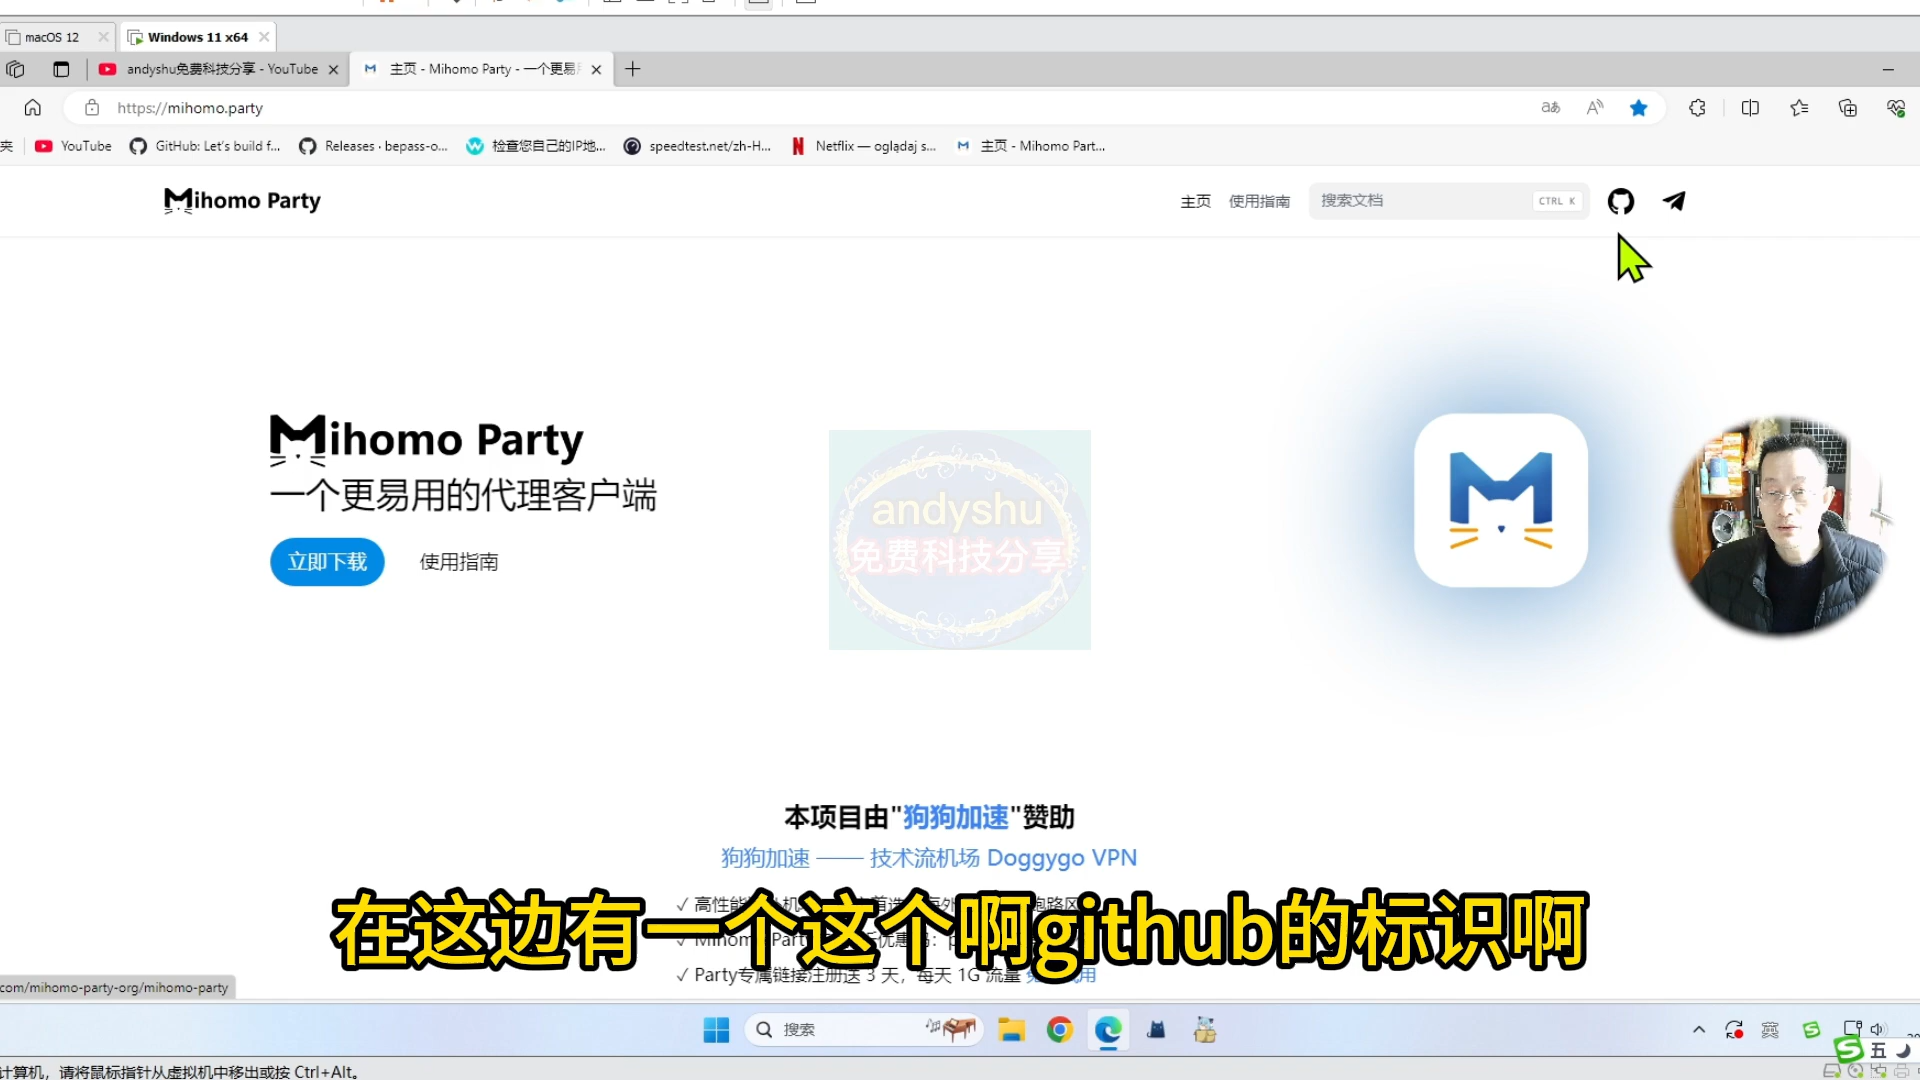 macOS 12
Windows 11 x64
andyshu免费科技分享 - YouTube
主页 - Mihomo Party - 一个更易
https://mihomo.party
夹
YouTube
GitHub: Let's build f...
Releases · bepass-o...
检查您自己的IP地...
speedtest.net/zh-H...
Netflix — oglądaj s...
主页 - Mihomo Part...
Mihomo Party
主页
使用指南
搜索文档
CTRL K
Mihomo Party
一个更易用的代理客户端
立即下载
使用指南
andyshu
免费科技分享
本项目由"狗狗加速"赞助
狗狗加速 —— 技术流机场 Doggygo VPN
✓ 高性能
✓ Mihomo Party
✓ Party专属链接注册送 3 天，每天 1G 流量
在这边有一个这个啊github的标识啊
com/mihomo-party-org/mihomo-party
搜索
英
五
计算机，请将鼠标指针从虚拟机中移出或按 Ctrl+Alt。